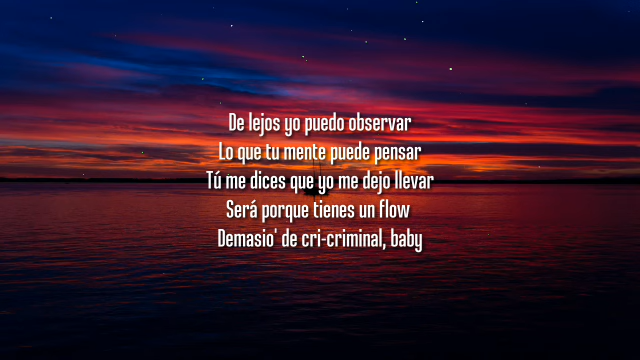 De lejos yo puedo observar
Lo que tu mente puede pensar
Tú me dices que yo me dejo llevar
Será porque tienes un flow
Demasio' de cri-criminal, baby